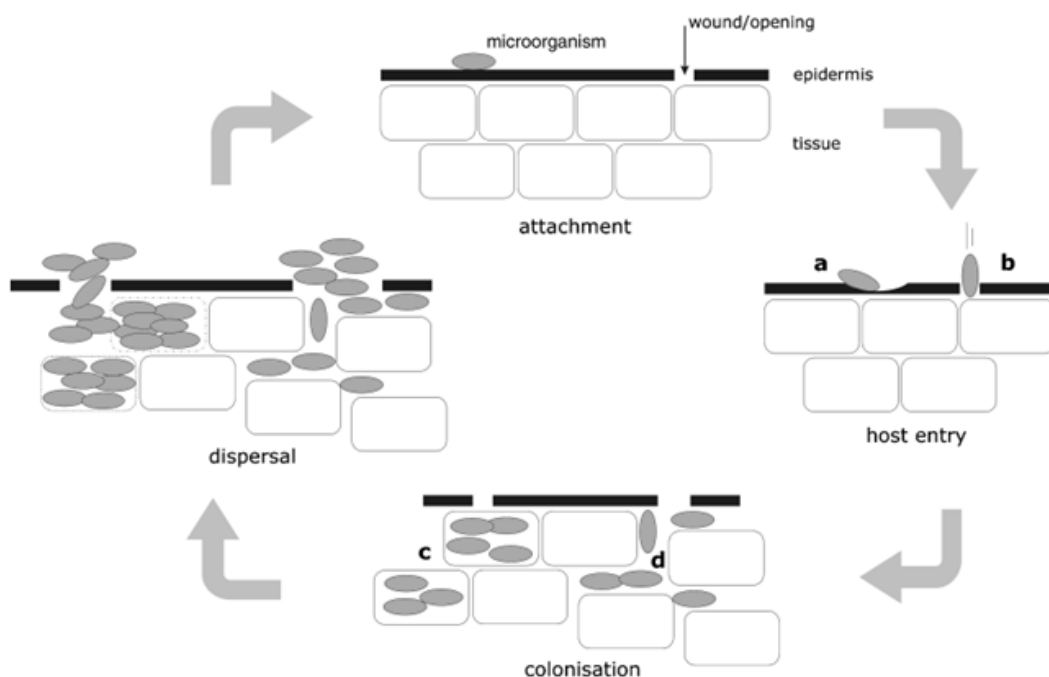 wound/opening
microorganism
epidermis
tissue
attachment
a
b
host entry
dispersal
c
d
colonisation